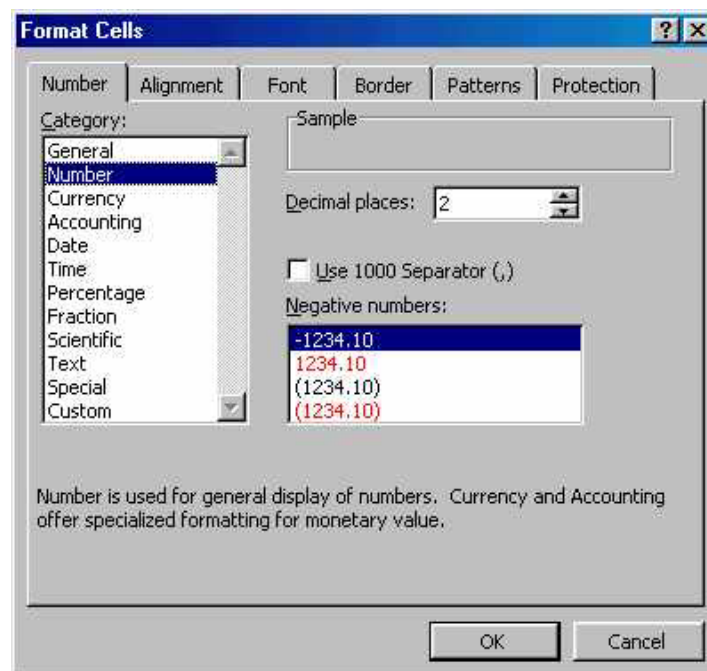 Format Cells
Number Alignment Font Border Patterns Protection
Category:
General
Number
Currency
Accounting
Date
Time
Percentage
Fraction
Scientific
Text
Special
Custom
Sample
Decimal places: 2
Use 1000 Separator (,)
Negative numbers:
-1234.10
1234.10
(1234.10)
(1234.10)
Number is used for general display of numbers. Currency and Accounting
offer specialized formatting for monetary value.
OK Cancel